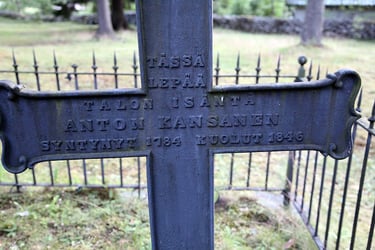 TÄSSÄ
LEPÄÄ
TALON ISÄNTÄ
ANTON KANSANEN
SYNTYNYT 1784 KUOLUT 1846